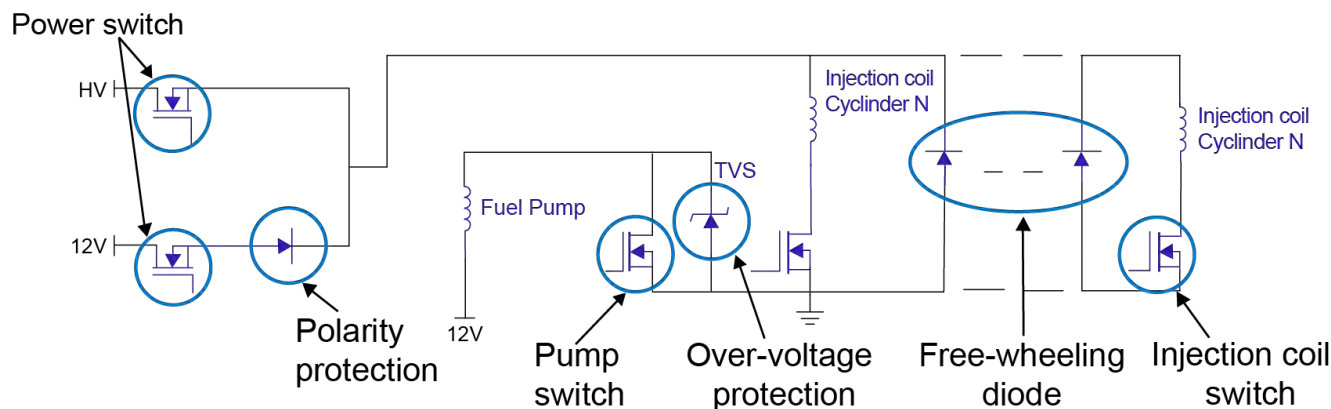 Power switch
HV
12V
Polarity
protection
Fuel Pump
12V
TVS
Pump
switch
Over-voltage
protection
Injection coil
Cyclinder N
Free-wheeling
diode
Injection coil
Cyclinder N
Injection coil
switch